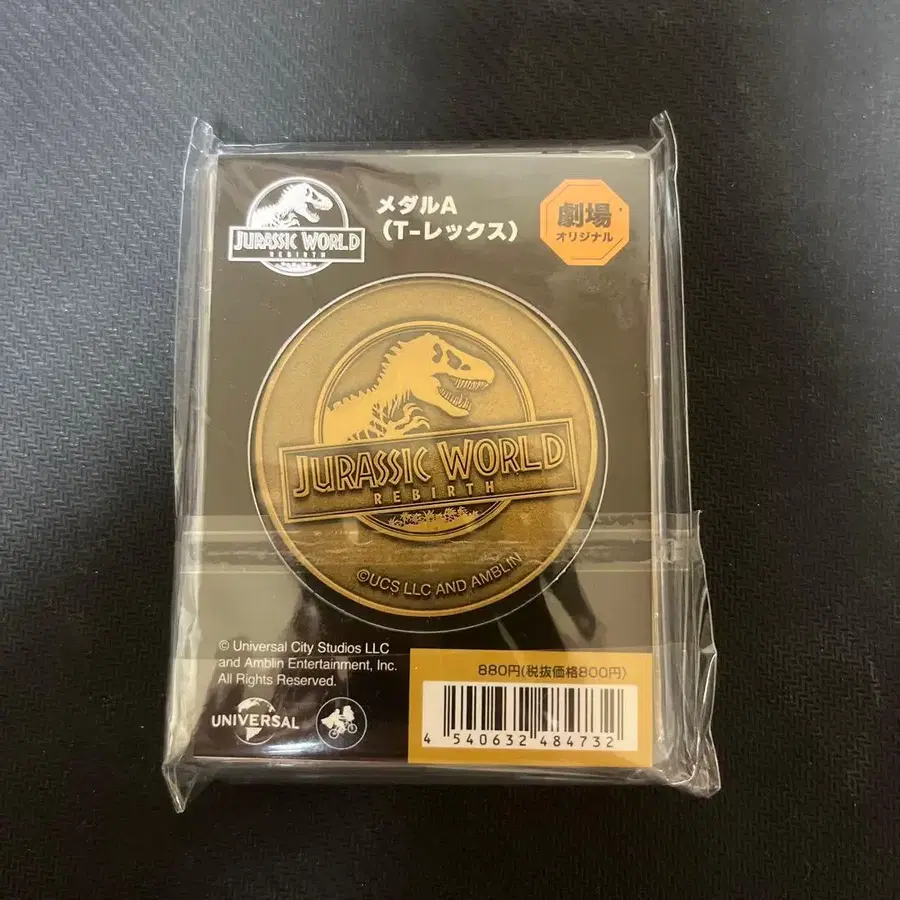 JURASSIC WORLD
REBIRTH
メダルA
(T-レックス)
劇場
オリジナル
JURASSIC WORLD
REBIRTH
©UCS LLC AND AMBLIN
© Universal City Studios LLC
and Amblin Entertainment, Inc.
All Rights Reserved.
UNIVERSAL
880円(税抜価格800円)
4 540632 484732